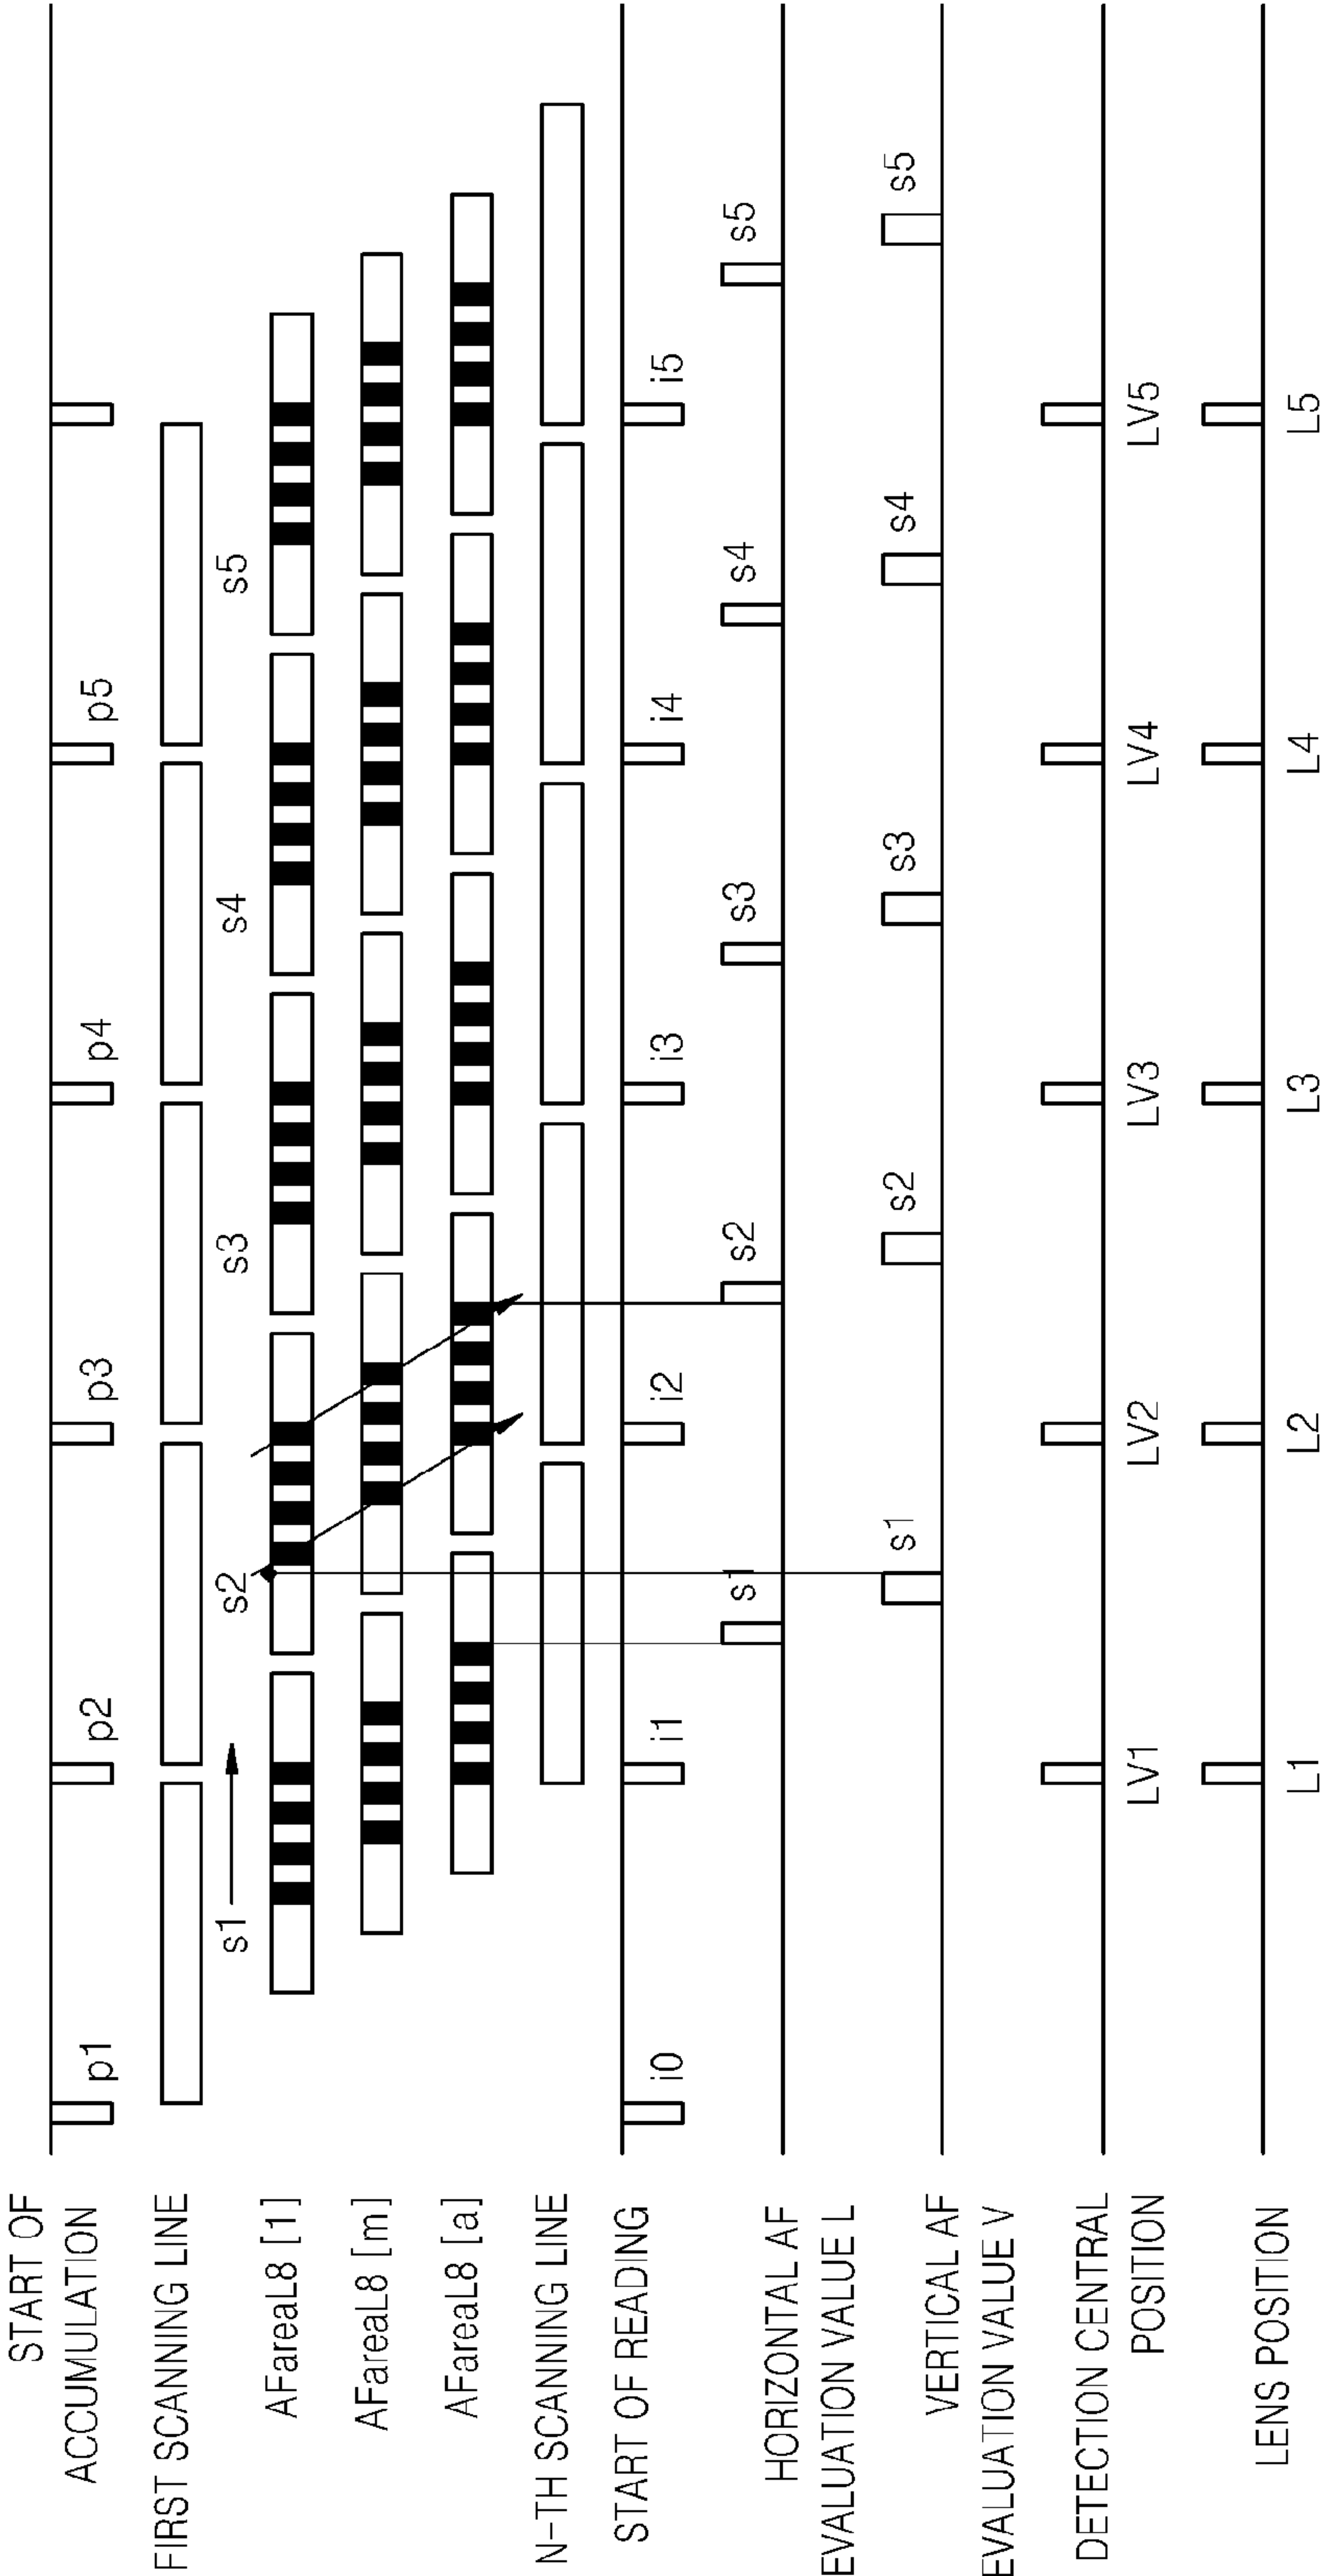 START OF
ACCUMULATION
p1 p2 p3 p4 p5
FIRST SCANNING LINE
s1 s2 s3 s4 s5
AFareaL8 [1]
AFareaL8 [m]
AFareaL8 [a]
N-TH SCANNING LINE
START OF READING
i0 i1 i2 i3 i4 i5
HORIZONTAL AF
EVALUATION VALUE L
s1 s2 s3 s4 s5
VERTICAL AF
EVALUATION VALUE V
s1 s2 s3 s4 s5
DETECTION CENTRAL
POSITION
LV1 LV2 LV3 LV4 LV5
LENS POSITION
L1 L2 L3 L4 L5